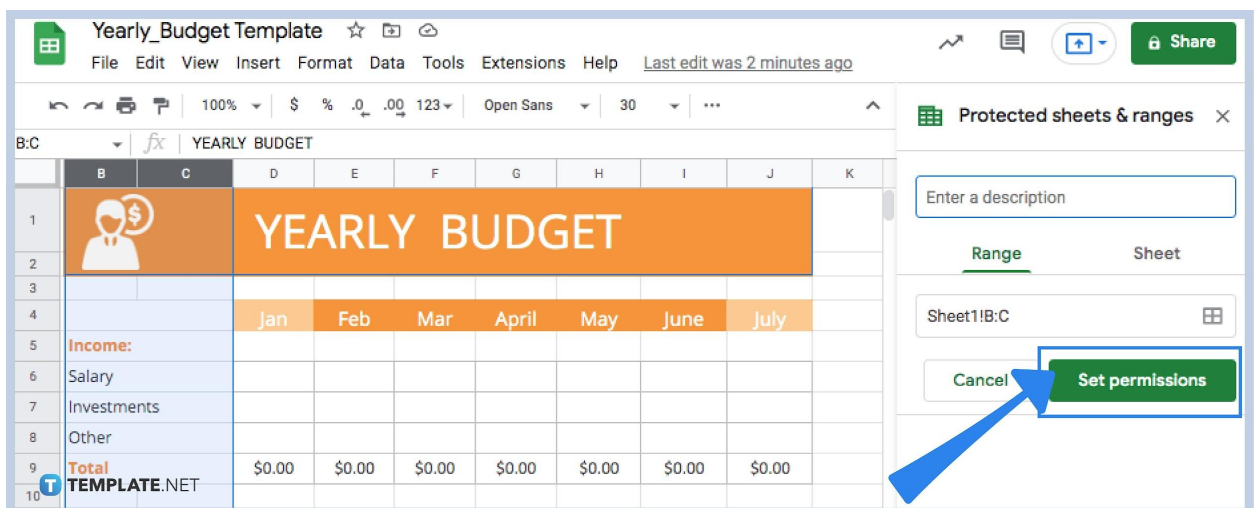 Yearly_Budget Template
File Edit View Insert Format Data Tools Extensions Help Last edit was 2 minutes ago
Share
100% $ % .0 .00 123 Open Sans 30 ...
B:C fx YEARLY BUDGET
B C D E F G H I J K
1 $ YEARLY BUDGET
2
3
4 Jan Feb Mar April May June July
5 Income:
6 Salary
7 Investments
8 Other
9 Total $0.00 $0.00 $0.00 $0.00 $0.00 $0.00 $0.00
10
T TEMPLATE.NET
Protected sheets & ranges
Enter a description
Range Sheet
Sheet1!B:C
Cancel Set permissions